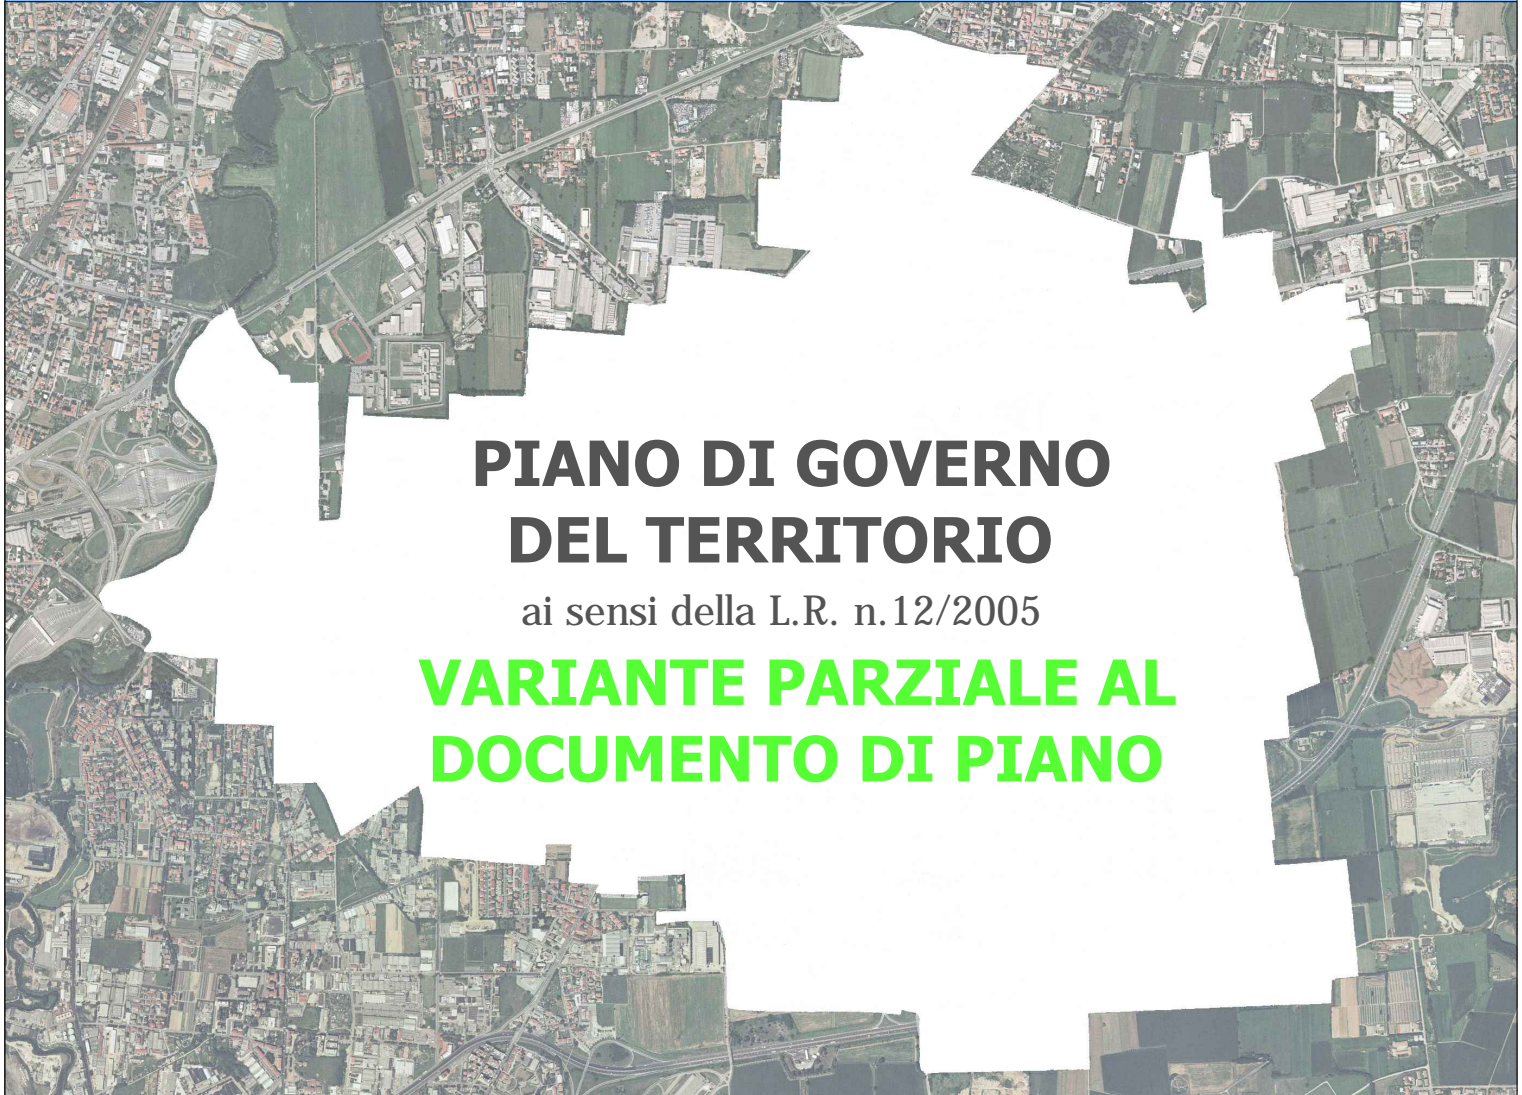 PIANO DI GOVERNO
DEL TERRITORIO
ai sensi della L.R. n.12/2005
VARIANTE PARZIALE AL
DOCUMENTO DI PIANO